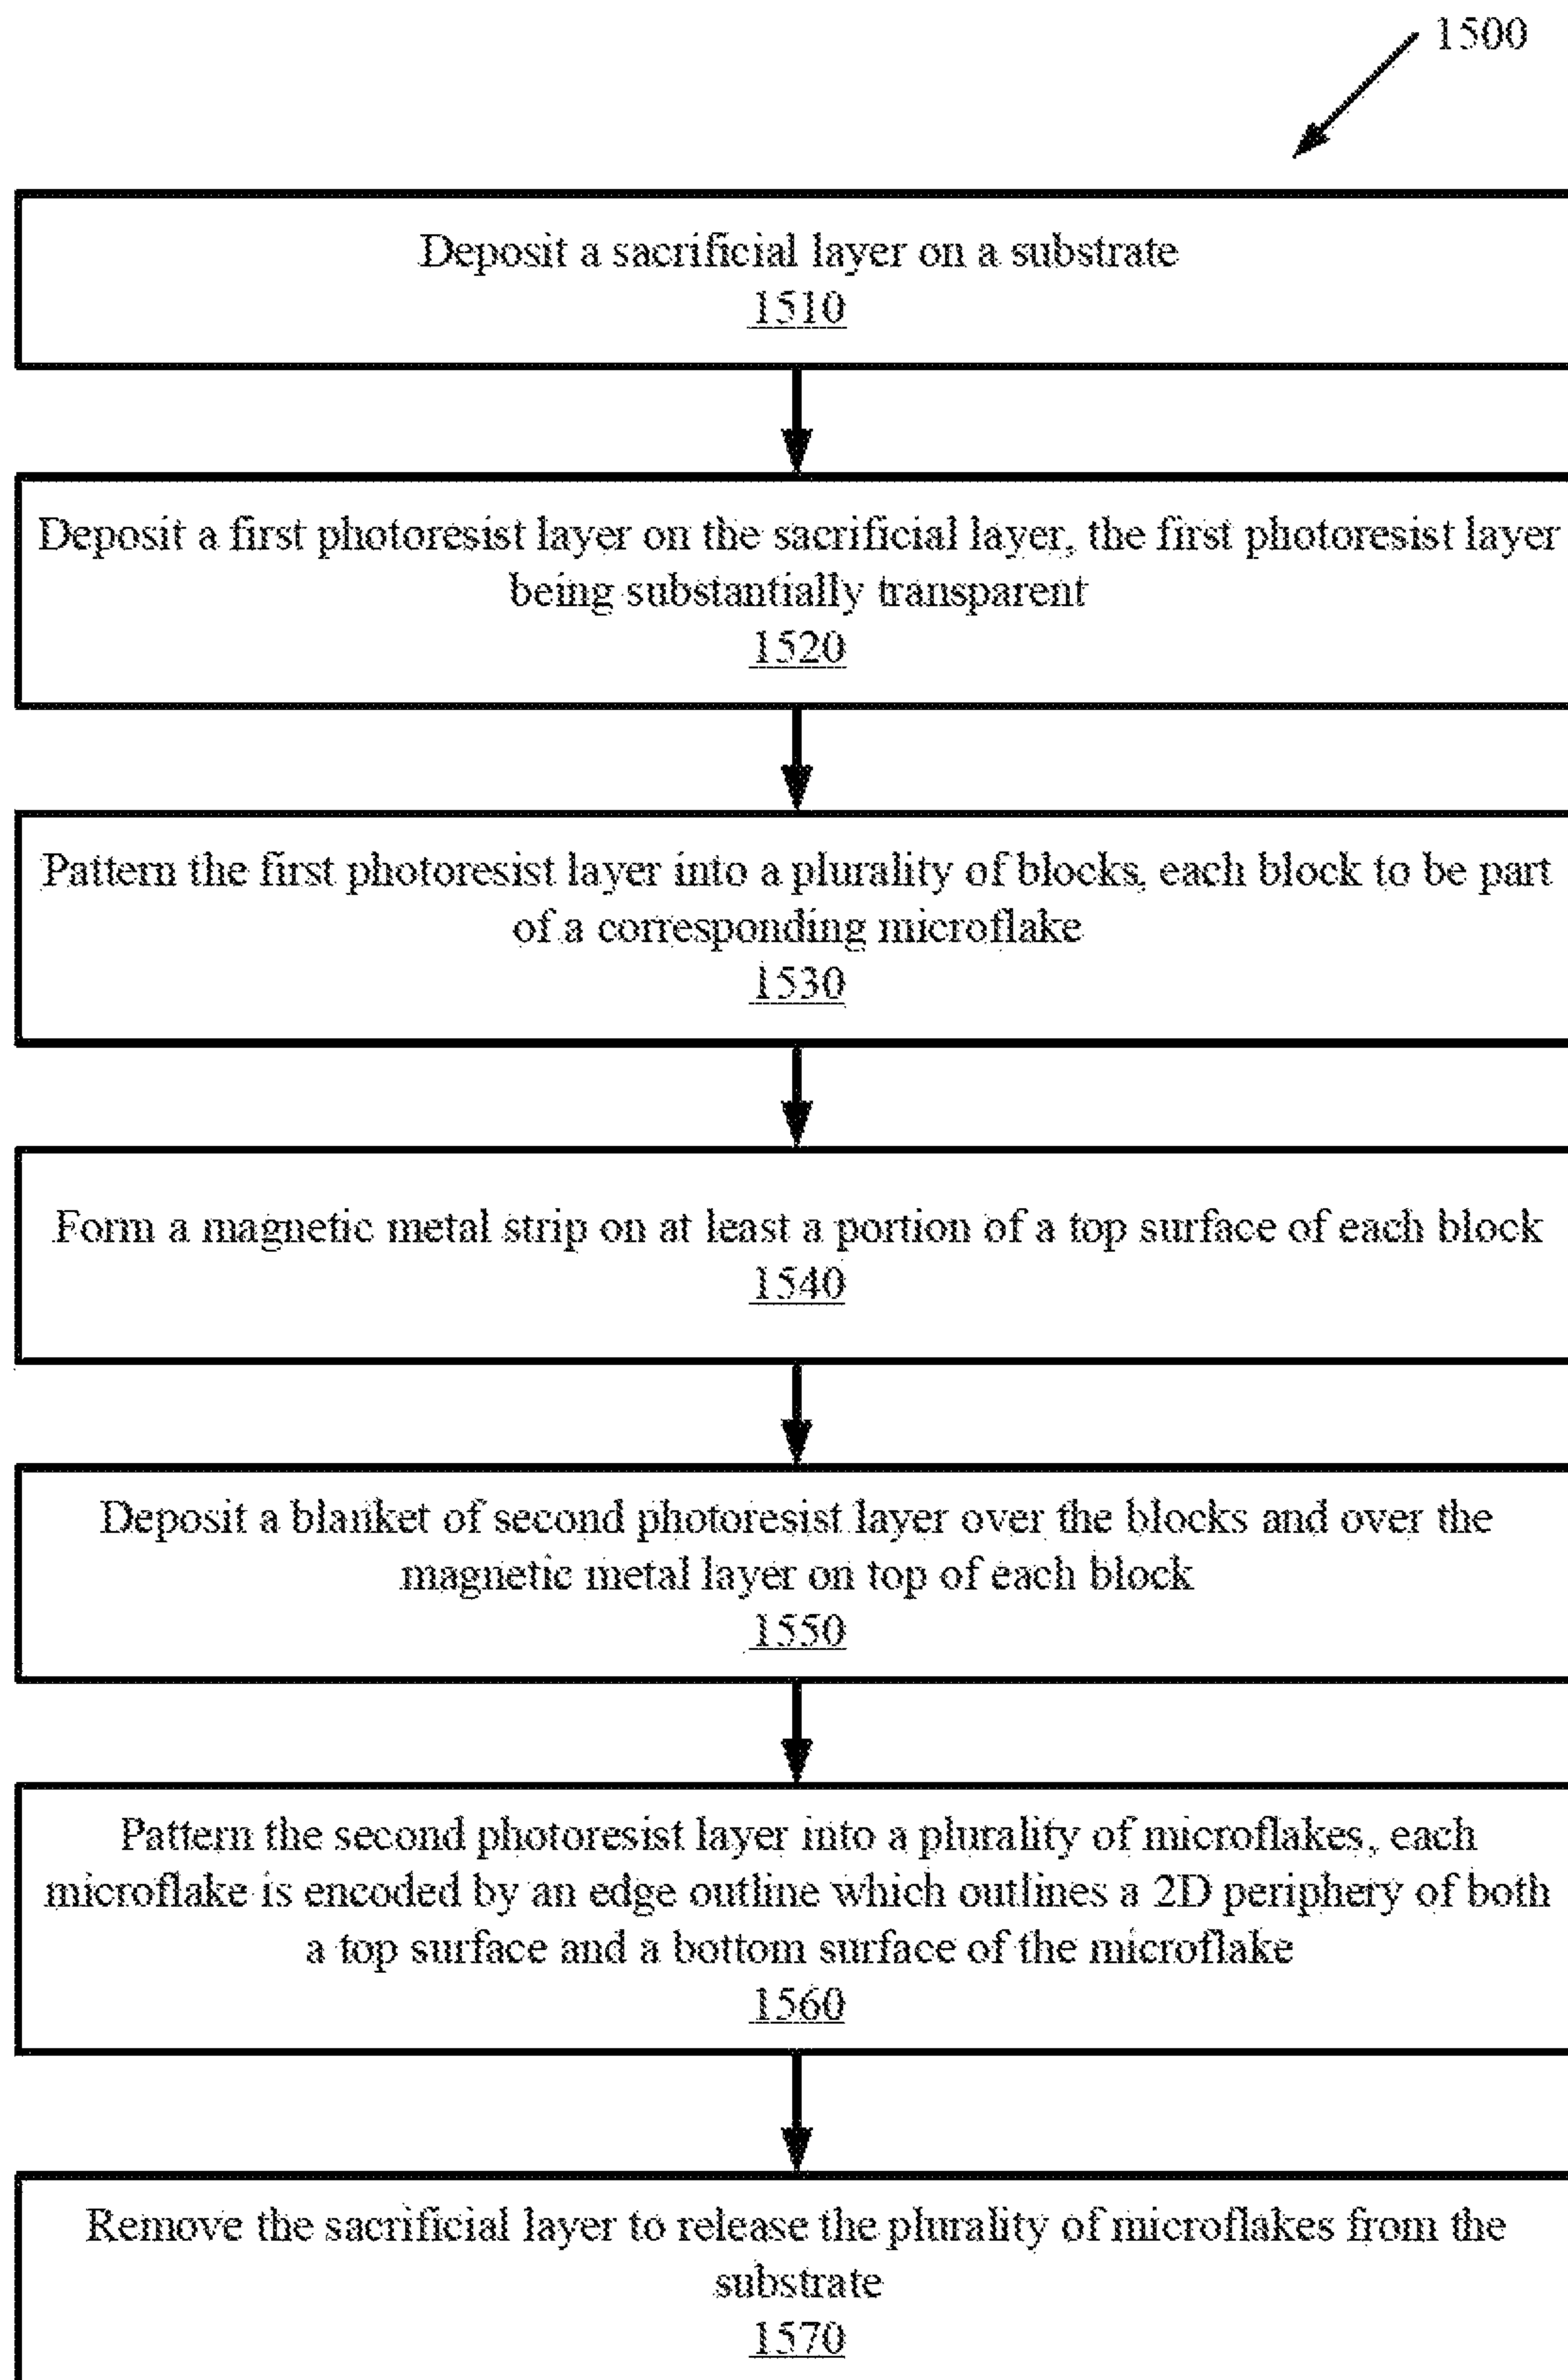 1500
Deposit a sacrificial layer on a substrate
1510
Deposit a first photoresist layer on the sacrificial layer, the first photoresist layer
being substantially transparent
1520
Pattern the first photoresist layer into a plurality of blocks, each block to be part
of a corresponding microflake
1530
Form a magnetic metal strip on at least a portion of a top surface of each block
1540
Deposit a blanket of second photoresist layer over the blocks and over the
magnetic metal layer on top of each block
1550
Pattern the second photoresist layer into a plurality of microflakes, each
microflake is encoded by an edge outline which outlines a 2D periphery of both
a top surface and a bottom surface of the microflake
1560
Remove the sacrificial layer to release the plurality of microflakes from the
substrate
1570